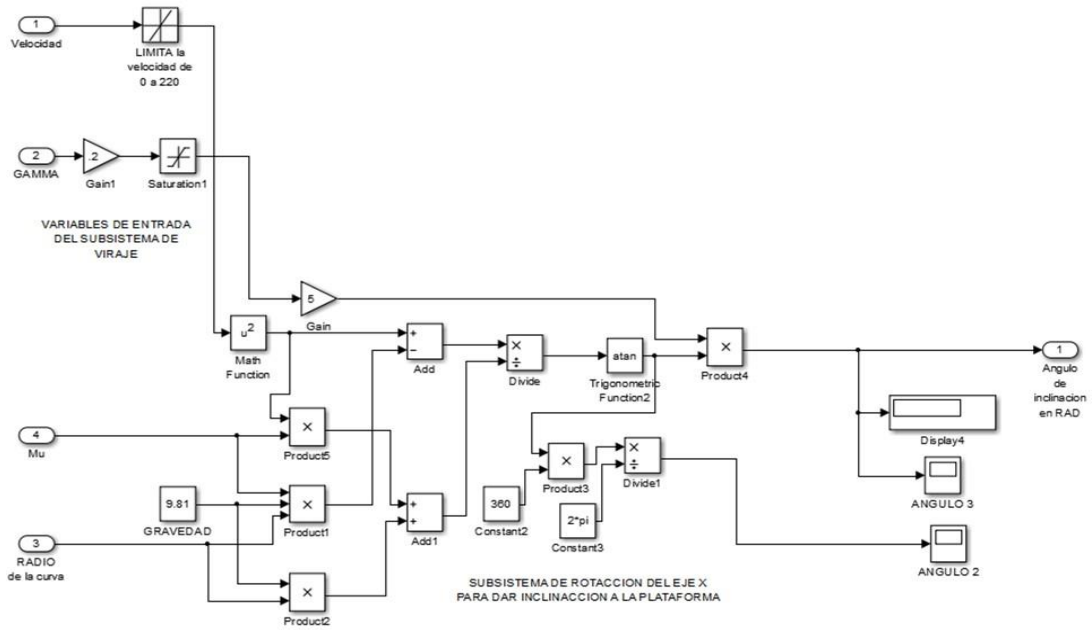 1
Velocidad
LIMITA la
velocidad de
0 a 220
2
GAMMA
.2
Gain1
Saturation1
VARIABLES DE ENTRADA
DEL SUBSISTEMA DE
VIRAJE
5
Gain
u2
Math
Function
+
−
Add
×
÷
Divide
atan
Trigonometric
Function2
×
Product4
1
Angulo
de
inclinacion
en RAD
Display4
4
Mu
×
Product5
×
Product3
×
÷
Divide1
ANGULO 3
9.81
GRAVEDAD
×
Product1
+
+
Add1
360
Constant2
2*pi
Constant3
3
RADIO
de la curva
ANGULO 2
×
Product2
SUBSISTEMA DE ROTACCION DEL EJE X
PARA DAR INCLINACCION A LA PLATAFORMA